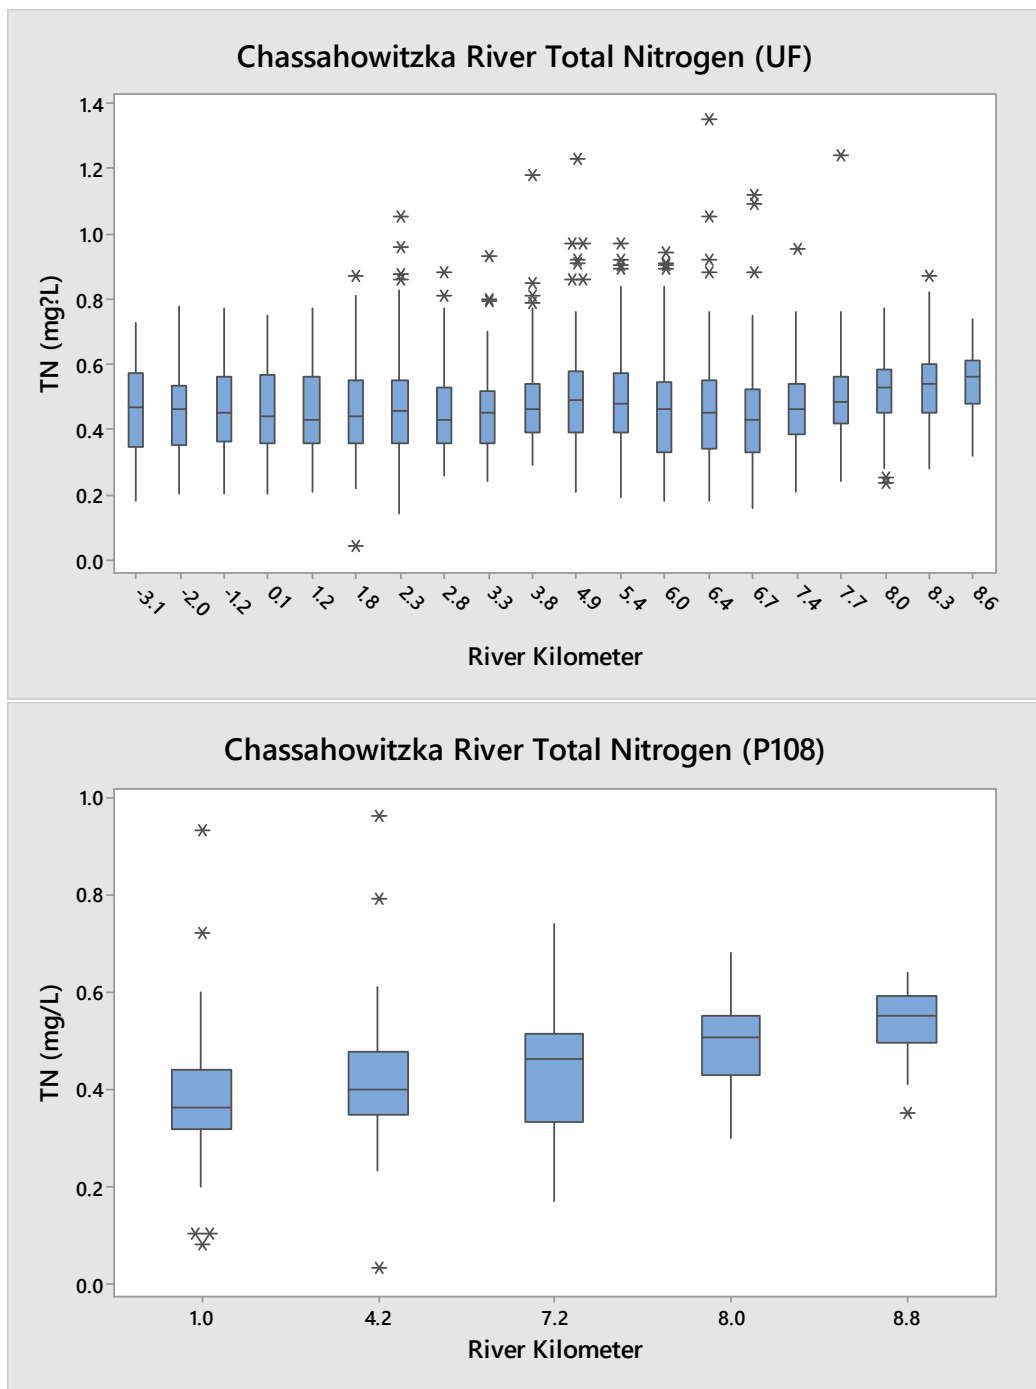 Chassahowitzka River Total Nitrogen (UF)
1.4
1.2
1.0
0.8
0.6
0.4
0.2
0.0
TN (mg?L)
-3.1 -2.0 -1.2 0.1 1.2 1.8 2.3 2.8 3.3 3.8 4.9 5.4 6.0 6.4 6.7 7.4 7.7 8.0 8.3 8.6
River Kilometer
Chassahowitzka River Total Nitrogen (P108)
1.0
0.8
0.6
0.4
0.2
0.0
TN (mg/L)
1.0 4.2 7.2 8.0 8.8
River Kilometer